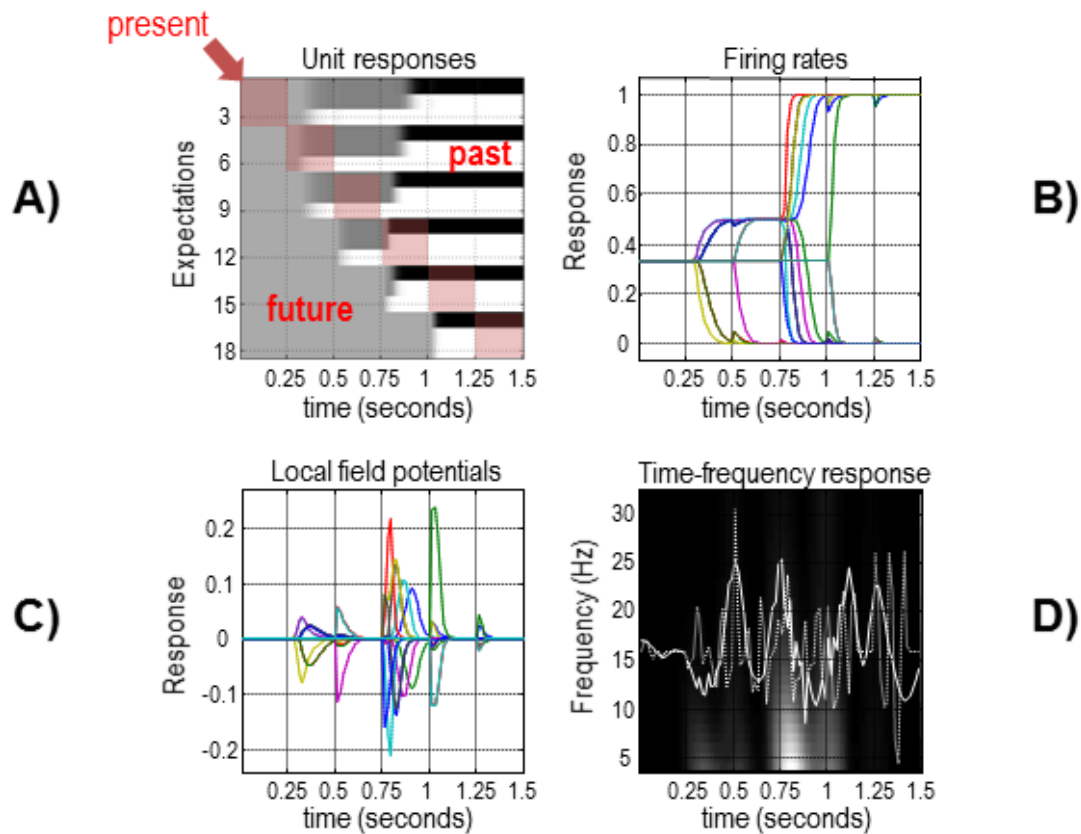 present
Unit responses
Firing rates
A)
B)
Expectations
3
6
9
12
15
18
past
future
0.25 0.5 0.75 1 1.25 1.5
time (seconds)
Response
1
0.8
0.6
0.4
0.2
0
0.25 0.5 0.75 1 1.25 1.5
time (seconds)
Local field potentials
Time-frequency response
C)
D)
Response
0.2
0.1
0
-0.1
-0.2
0.25 0.5 0.75 1 1.25 1.5
time (seconds)
Frequency (Hz)
30
25
20
15
10
5
0.25 0.5 0.75 1 1.25 1.5
time (seconds)